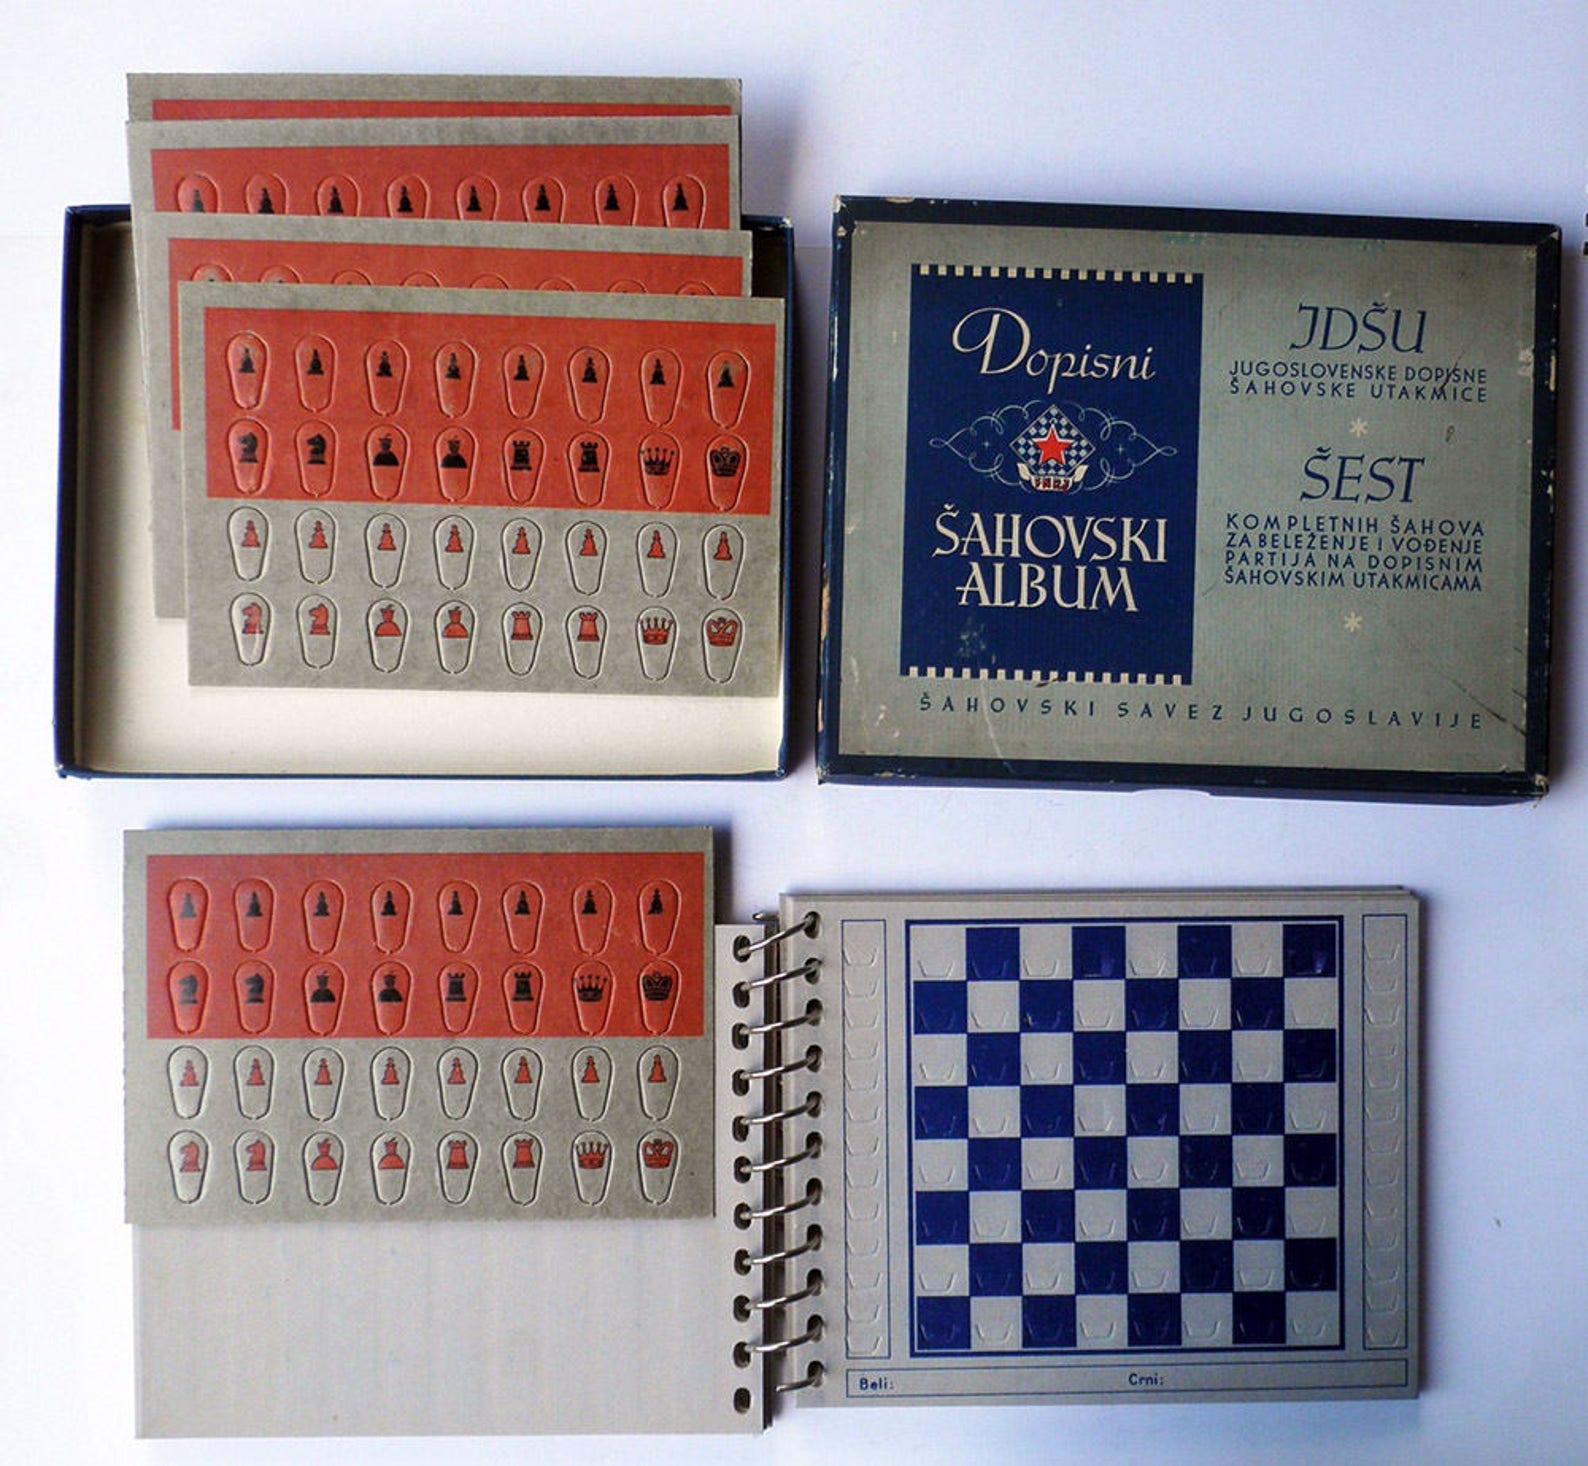 Dopisni
FNRJ
ŠAHOVSKI
ALBUM
JDŠU
JUGOSLOVENSKE DOPISNE
ŠAHOVSKE UTAKMICE
ŠEST
KOMPLETNIH ŠAHOVA
ZA BELEŽENJE I VOĐENJE
PARTIJA NA DOPISNIM
ŠAHOVSKIM UTAKMICAMA
ŠAHOVSKI SAVEZ JUGOSLAVIJE
Beli:
Crni: